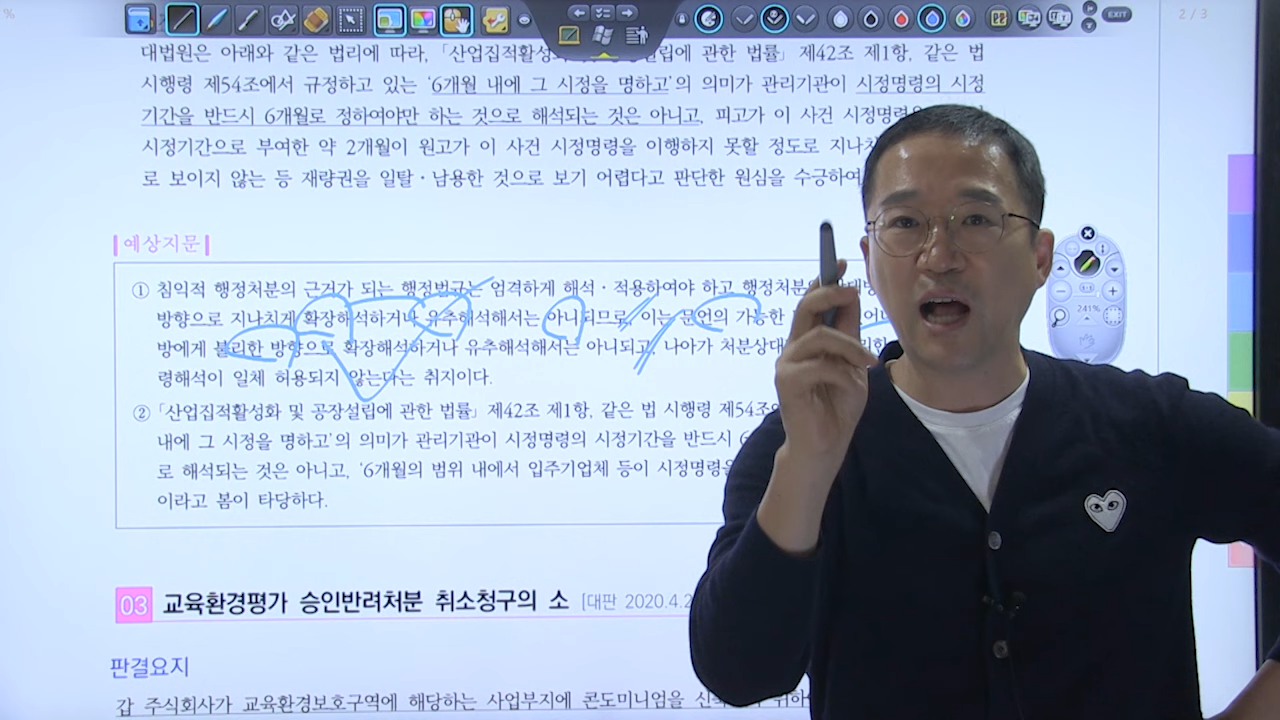 %
EXIT
2 / 3
대법원은 아래와 같은 법리에 따라, 「산업집적활성화 설립에 관한 법률」 제42조 제1항, 같은 법
시행령 제54조에서 규정하고 있는 '6개월 내에 그 시정을 명하고'의 의미가 관리기관이 시정명령의 시정
기간을 반드시 6개월로 정하여야만 하는 것으로 해석되는 것은 아니고, 피고가 이 사건 시정명령을
시정기간으로 부여한 약 2개월이 원고가 이 사건 시정명령을 이행하지 못할 정도로 지나치
로 보이지 않는 등 재량권을 일탈·남용한 것으로 보기 어렵다고 판단한 원심을 수긍하여
예상지문
① 침익적 행정처분의 근거가 되는 행정법규는 엄격하게 해석·적용하여야 하고 행정처분의
방향으로 지나치게 확장해석하거나 유추해석해서는 아니되므로, 이는 문언의 가능한
방에게 불리한 방향으로 확장해석하거나 유추해석해서는 아니되고, 나아가 처분상대
령해석이 일체 허용되지 않는다는 취지이다.
② 「산업집적활성화 및 공장설립에 관한 법률」 제42조 제1항, 같은 법 시행령 제54조
내에 그 시정을 명하고'의 의미가 관리기관이 시정명령의 시정기간을 반드시 6
로 해석되는 것은 아니고, '6개월의 범위 내에서 입주기업체 등이 시정명령을
이라고 봄이 타당하다.
241%
03 교육환경평가 승인반려처분 취소청구의 소 [대판 2020.4.2
판결요지
갑 주식회사가 교육환경보호구역에 해당하는 사업부지에 콘도미니엄을